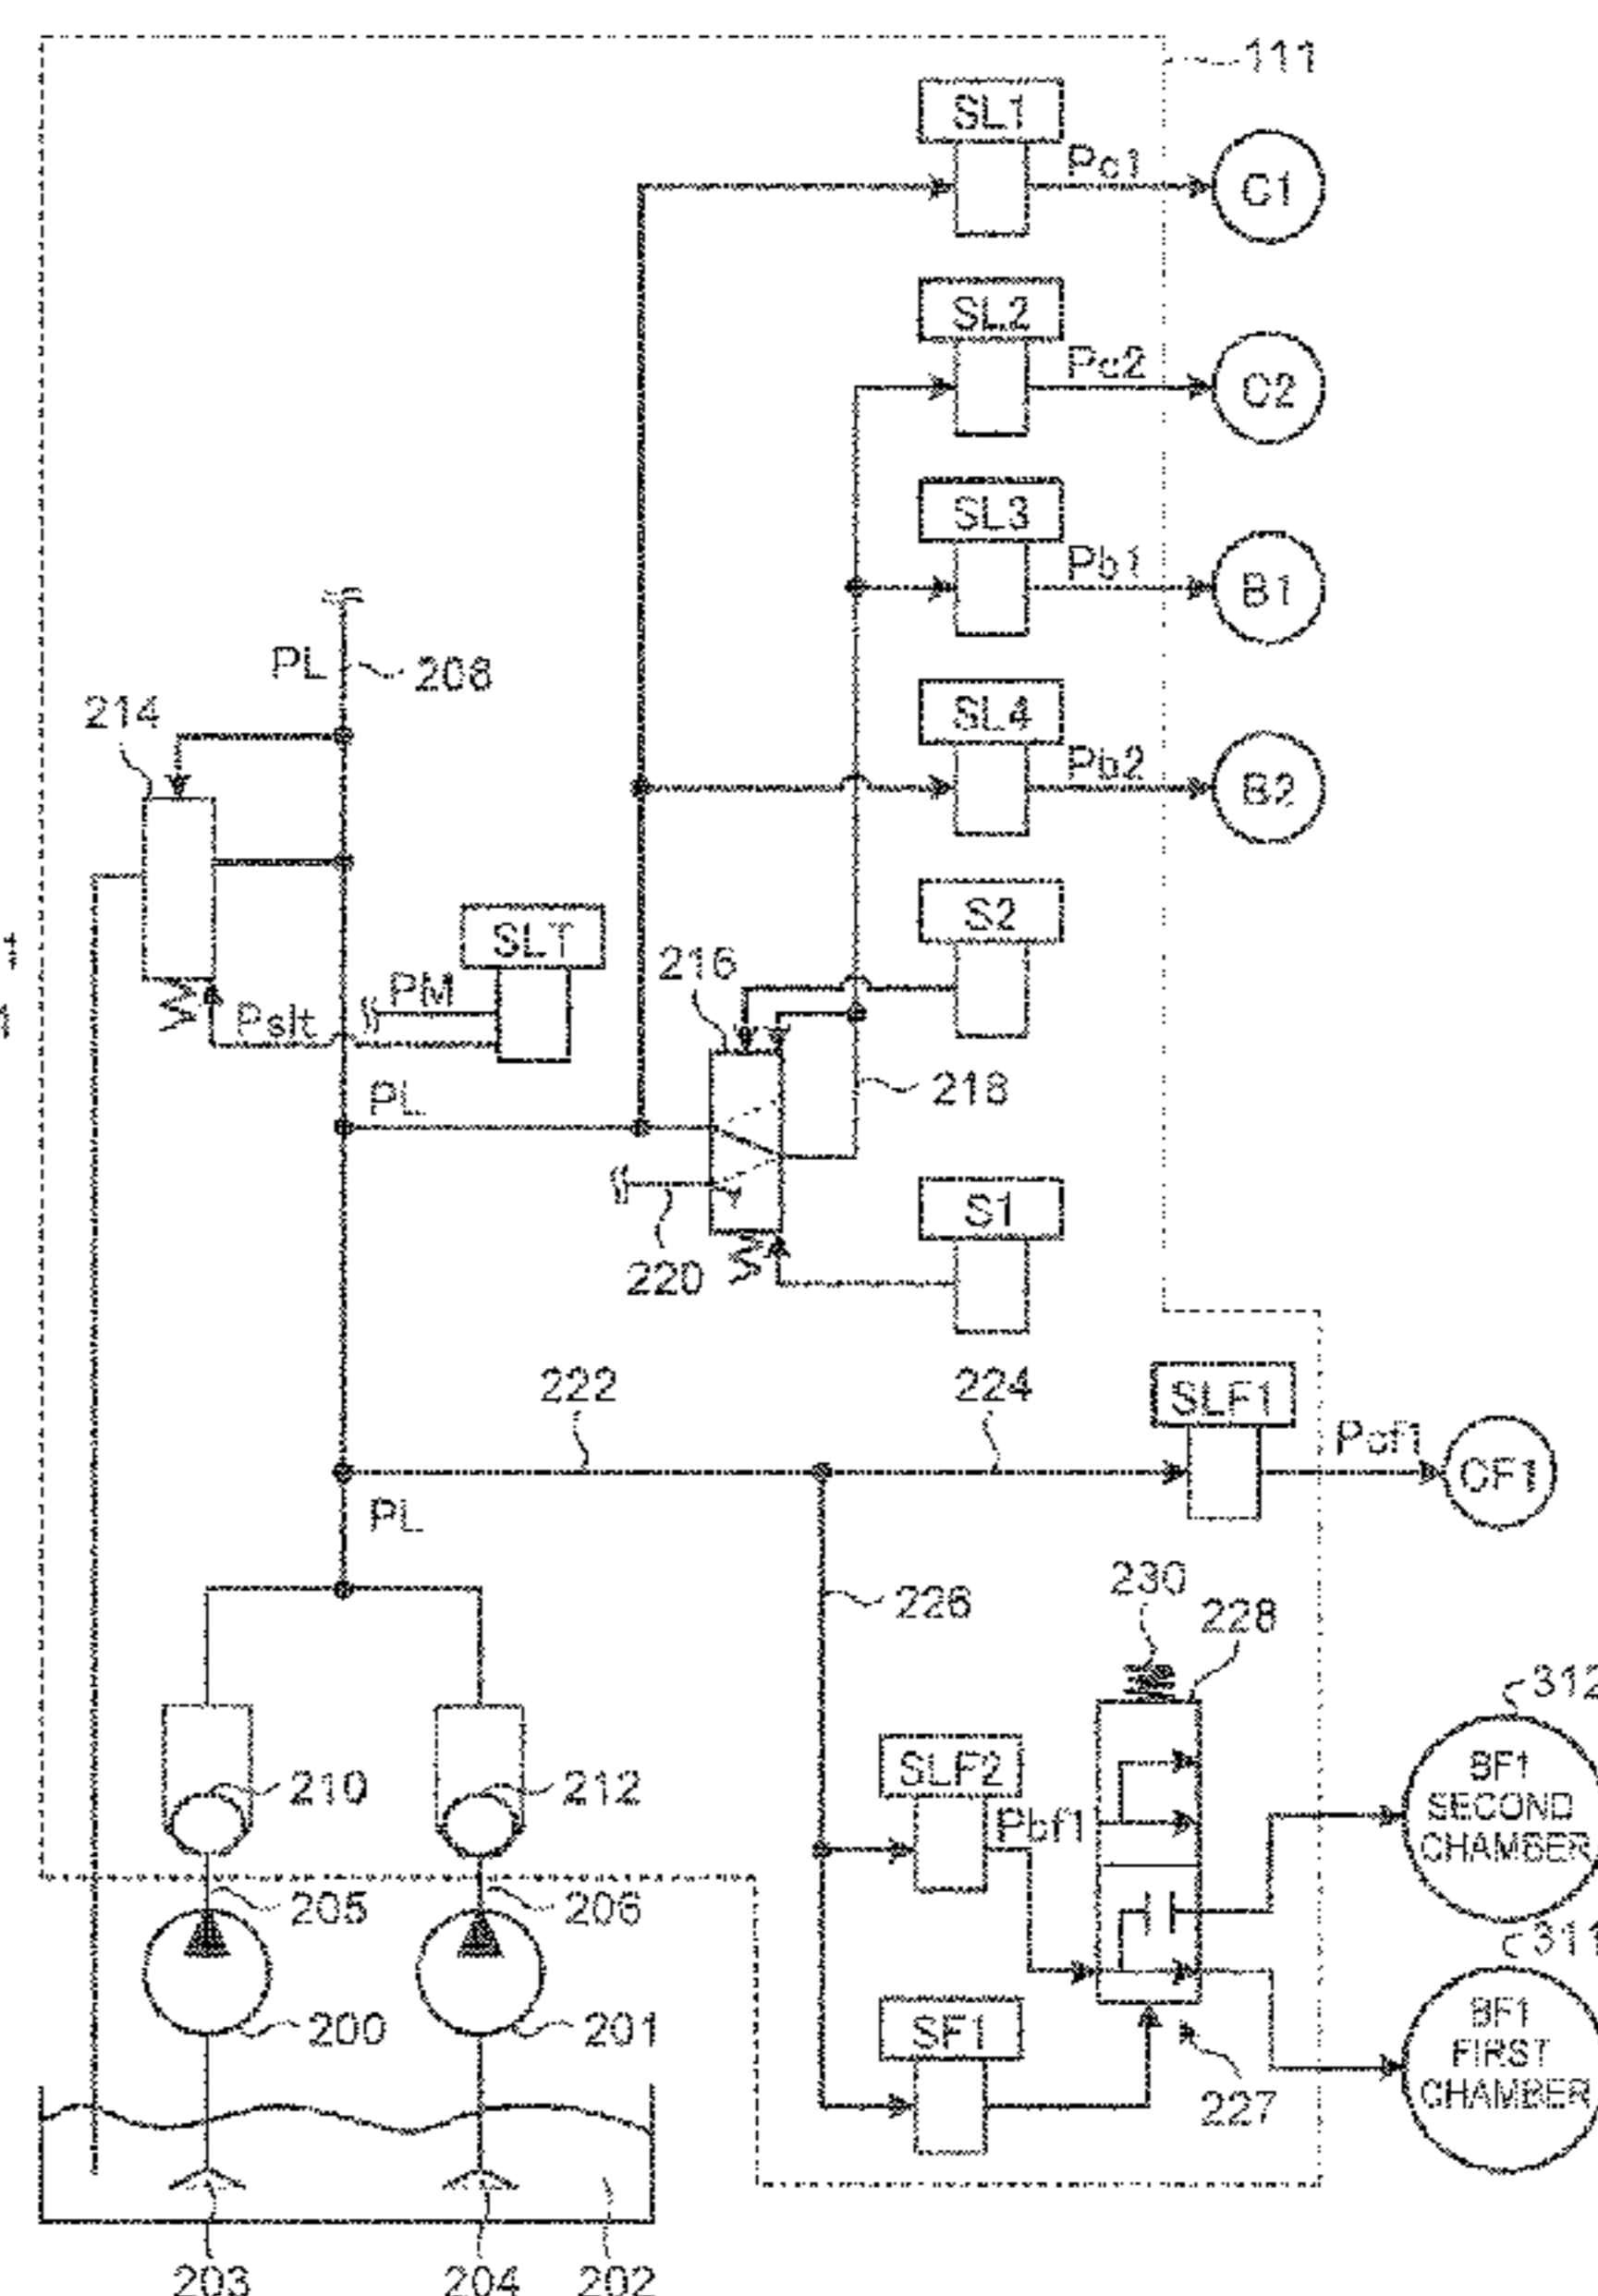 111
SL1
Pc1
C1
SL2
Pc2
C2
SL3
Pb1
B1
PL
208
214
SL4
Pb2
B2
SLT
S2
216
PM
Pslt
PL
218
S1
220
222
224
SLF1
Pcf1
CF1
PL
230
226
228
312
210
212
SLF2
Pbf1
BF1
SECOND
CHAMBER
205
206
311
200
201
SF1
BF1
FIRST
CHAMBER
227
203
204
202